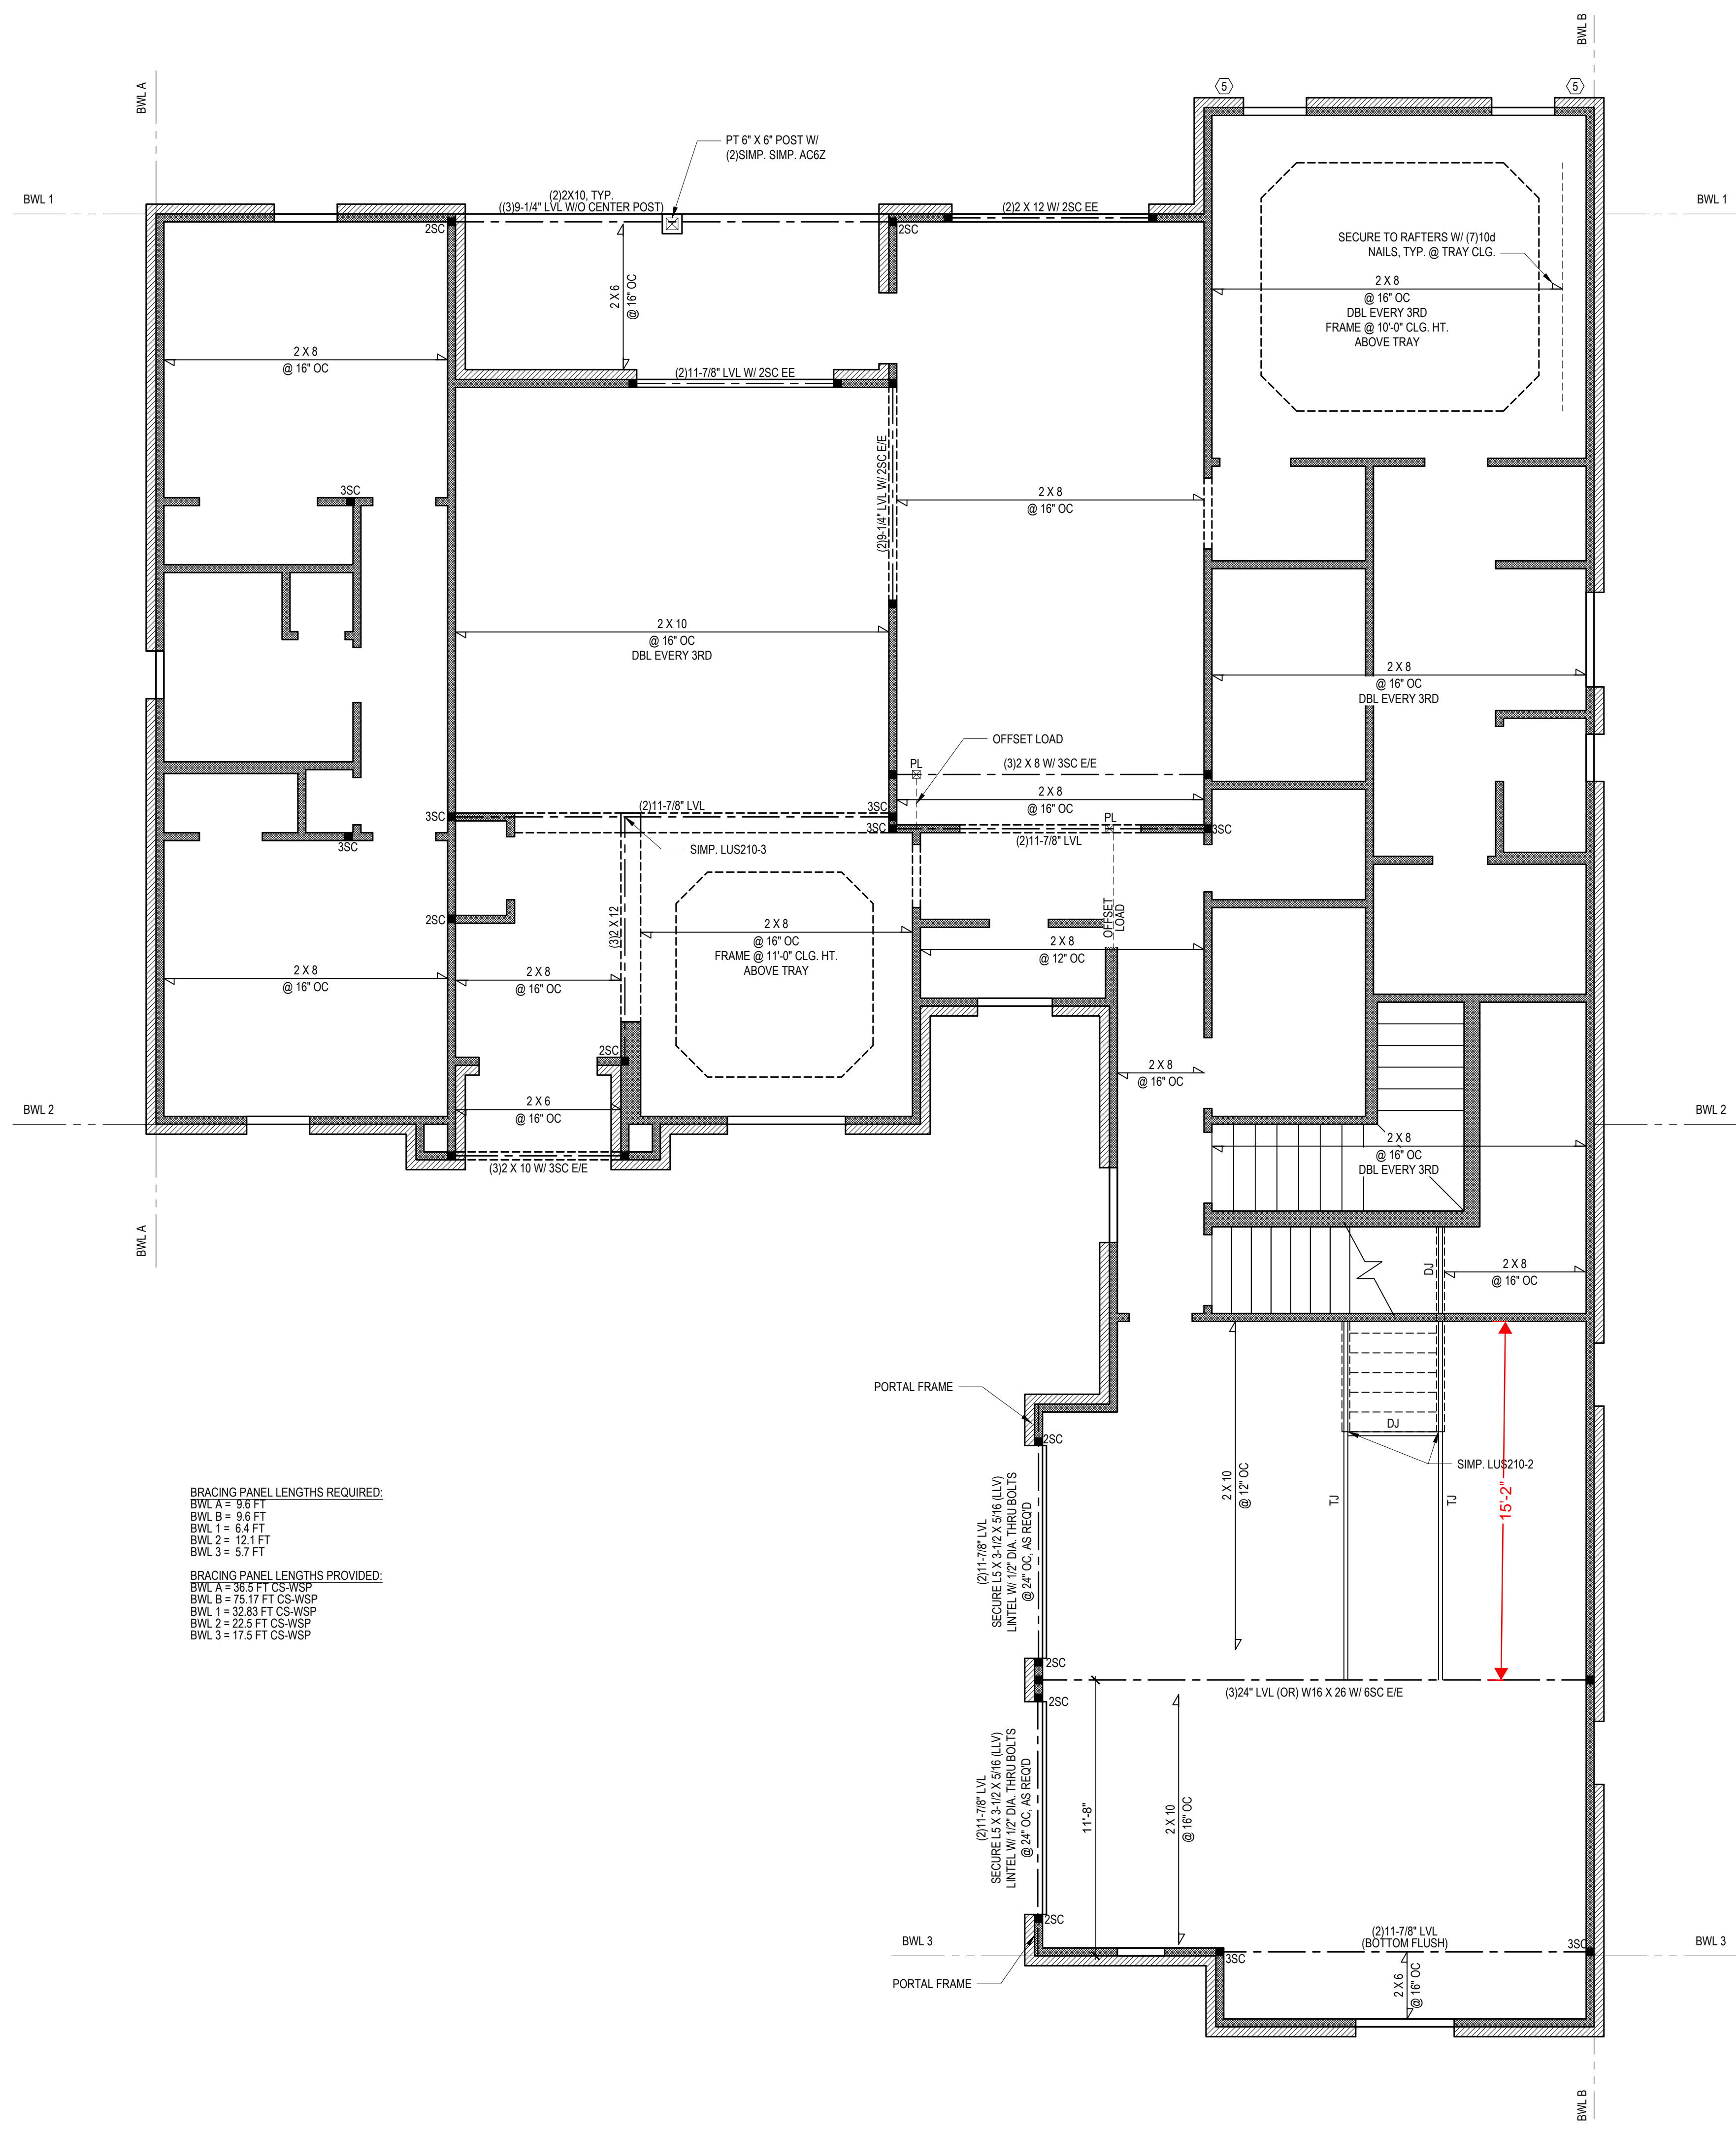 BWL B
BWL A
5
5
PT 6" X 6" POST W/
(2)SIMP. SIMP. AC6Z
BWL 1
(2)2X10, TYP.
((3)9-1/4" LVL W/O CENTER POST)
(2)2 X 12 W/ 2SC EE
BWL 1
2SC
2SC
SECURE TO RAFTERS W/ (7)10d
NAILS, TYP. @ TRAY CLG.
2 X 6
@ 16" OC
2 X 8
@ 16" OC
DBL EVERY 3RD
FRAME @ 10'-0" CLG. HT.
ABOVE TRAY
2 X 8
@ 16" OC
(2)11-7/8" LVL W/ 2SC EE
(2)9-1/4" LVL W/ 2SC E/E
3SC
2 X 8
@ 16" OC
2 X 10
@ 16" OC
DBL EVERY 3RD
2 X 8
@ 16" OC
DBL EVERY 3RD
OFFSET LOAD
PL
(3)2 X 8 W/ 3SC E/E
2 X 8
@ 16" OC
(2)11-7/8" LVL
3SC
3SC
3SC
PL
3SC
3SC
(2)11-7/8" LVL
SIMP. LUS210-3
2SC
(3)2 X 12
2 X 8
@ 16" OC
FRAME @ 11'-0" CLG. HT.
ABOVE TRAY
OFFSET
LOAD
2 X 8
@ 12" OC
2 X 8
@ 16" OC
2 X 8
@ 16" OC
2SC
2 X 8
@ 16" OC
BWL 2
2 X 6
@ 16" OC
BWL 2
2 X 8
@ 16" OC
DBL EVERY 3RD
(3)2 X 10 W/ 3SC E/E
BWL A
DJ
2 X 8
@ 16" OC
PORTAL FRAME
DJ
2SC
SIMP. LUS210-2
2 X 10
@ 12" OC
TJ
TJ
15'-2"
(2)11-7/8" LVL
SECURE L5 X 3-1/2 X 5/16 (LLV)
LINTEL W/ 1/2" DIA. THRU BOLTS
@ 24" OC, AS REQ'D
BRACING PANEL LENGTHS REQUIRED:
BWL A = 9.6 FT
BWL B = 9.6 FT
BWL 1 = 6.4 FT
BWL 2 = 12.1 FT
BWL 3 = 5.7 FT
BRACING PANEL LENGTHS PROVIDED:
BWL A = 36.5 FT CS-WSP
BWL B = 75.17 FT CS-WSP
BWL 1 = 32.83 FT CS-WSP
BWL 2 = 22.5 FT CS-WSP
BWL 3 = 17.5 FT CS-WSP
2SC
(3)24" LVL (OR) W16 X 26 W/ 6SC E/E
2SC
(2)11-7/8" LVL
SECURE L5 X 3-1/2 X 5/16 (LLV)
LINTEL W/ 1/2" DIA. THRU BOLTS
@ 24" OC, AS REQ'D
11'-8"
2 X 10
@ 16" OC
2SC
BWL 3
(2)11-7/8" LVL
(BOTTOM FLUSH)
3SC
3SC
BWL 3
PORTAL FRAME
2 X 6
@ 16" OC
BWL B